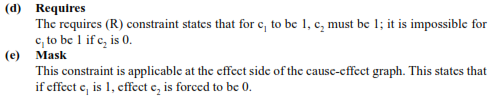 (d) Requires
The requires (R) constraint states that for c₁ to be 1, c₂ must be 1; it is impossible for
c₁ to be 1 if c₂ is 0.
(e) Mask
This constraint is applicable at the effect side of the cause-effect graph. This states that
if effect e₁ is 1, effect e₂ is forced to be 0.